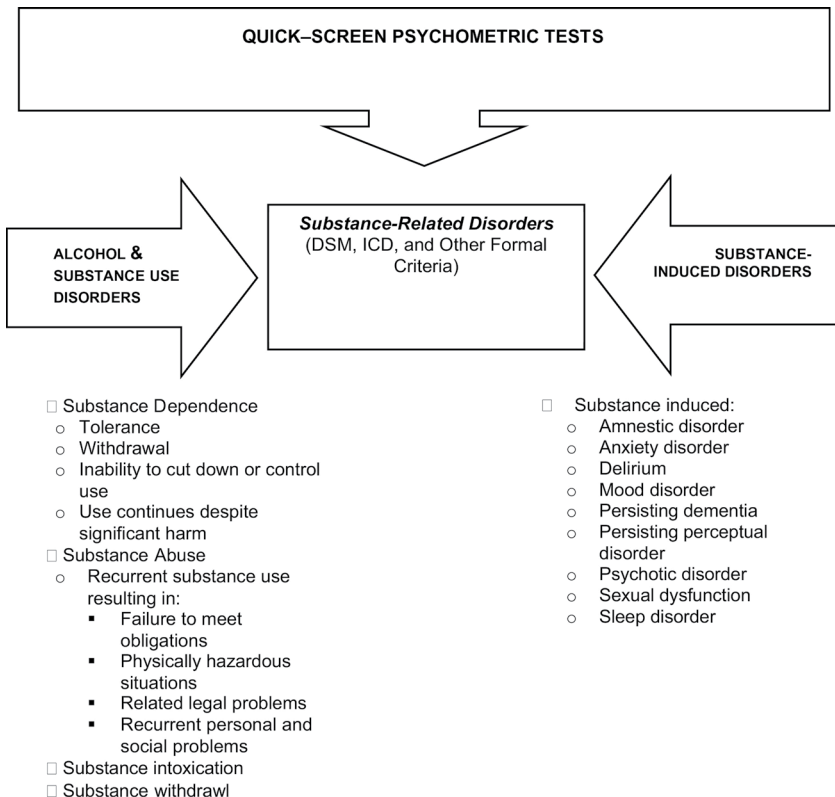 QUICK–SCREEN PSYCHOMETRIC TESTS
Substance-Related Disorders
(DSM, ICD, and Other Formal
Criteria)
ALCOHOL &
SUBSTANCE USE
DISORDERS
SUBSTANCE-
INDUCED DISORDERS
□ Substance Dependence
o Tolerance
o Withdrawal
o Inability to cut down or control
use
o Use continues despite
significant harm
□ Substance Abuse
o Recurrent substance use
resulting in:
▪ Failure to meet
obligations
▪ Physically hazardous
situations
▪ Related legal problems
▪ Recurrent personal and
social problems
□ Substance intoxication
□ Substance withdrawl
□ Substance induced:
o Amnestic disorder
o Anxiety disorder
o Delirium
o Mood disorder
o Persisting dementia
o Persisting perceptual
disorder
o Psychotic disorder
o Sexual dysfunction
o Sleep disorder